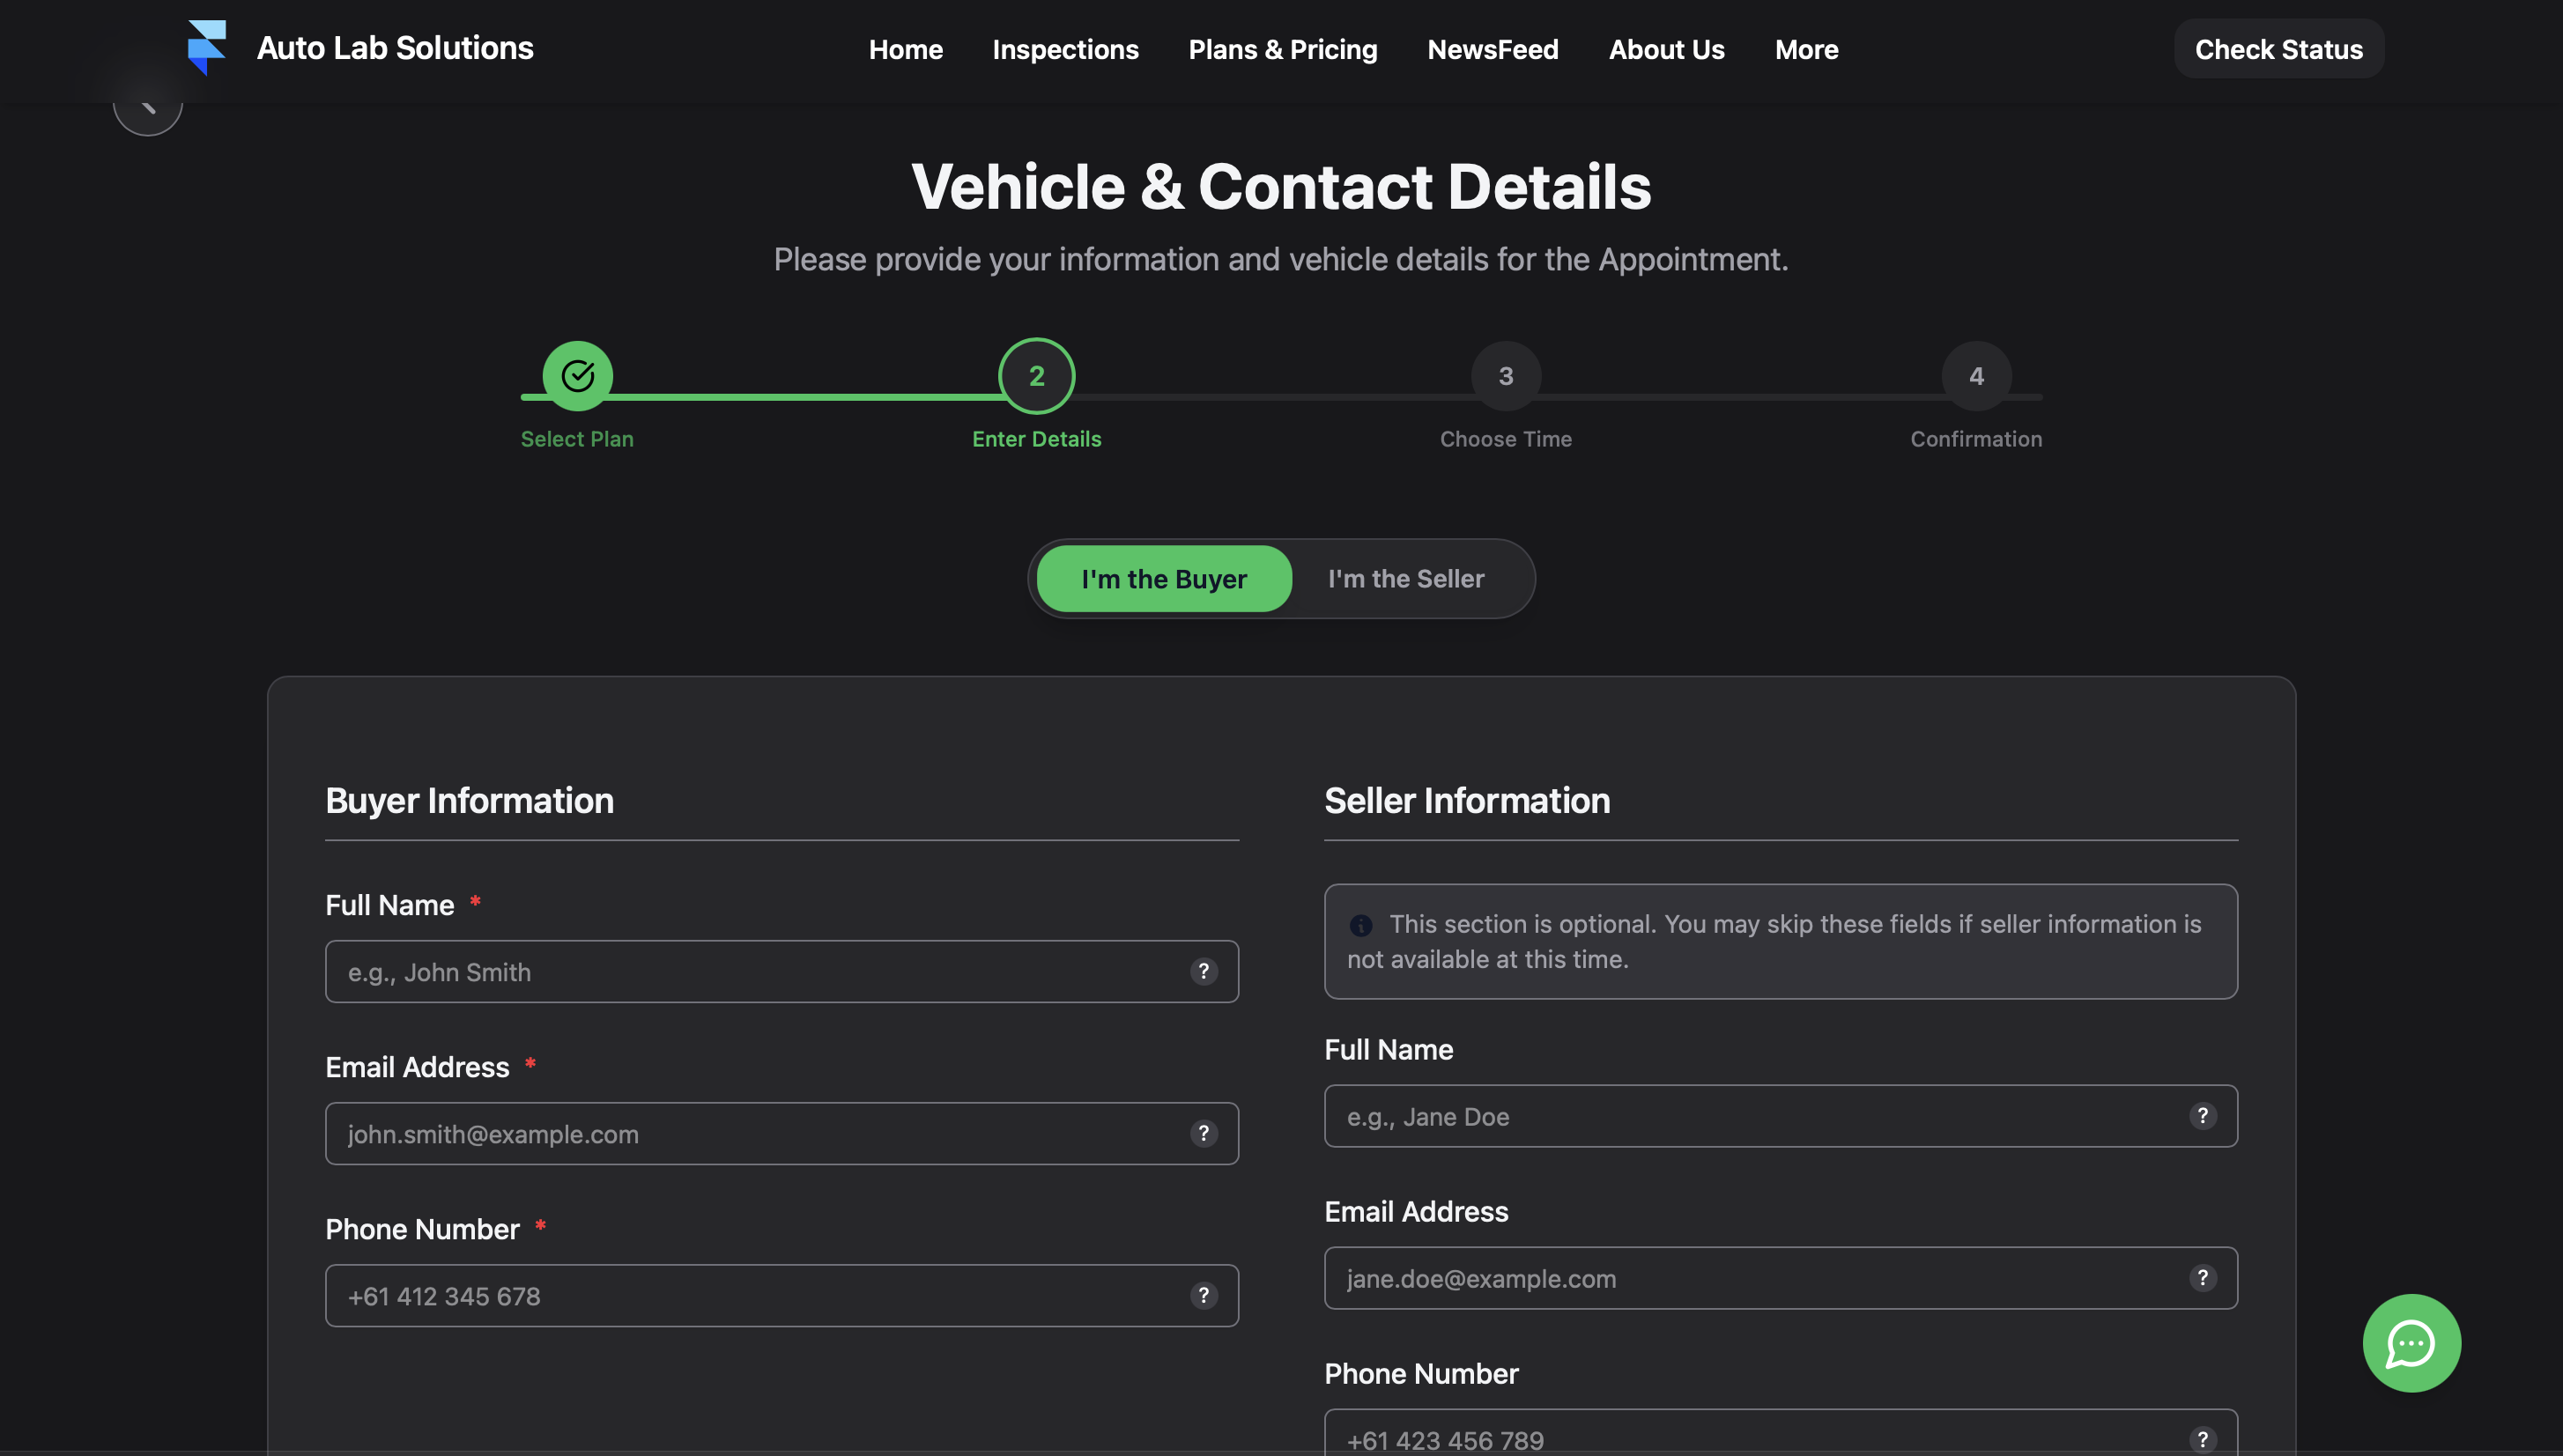 Auto Lab Solutions
Home
Inspections
Plans & Pricing
NewsFeed
About Us
More
Check Status
Vehicle & Contact Details
Please provide your information and vehicle details for the Appointment.
2
3
4
Select Plan
Enter Details
Choose Time
Confirmation
I'm the Buyer
I'm the Seller
Buyer Information
Full Name *
e.g., John Smith
?
Email Address *
john.smith@example.com
?
Phone Number *
+61 412 345 678
?
Seller Information
This section is optional. You may skip these fields if seller information is
not available at this time.
Full Name
e.g., Jane Doe
?
Email Address
jane.doe@example.com
?
Phone Number
+61 423 456 789
?